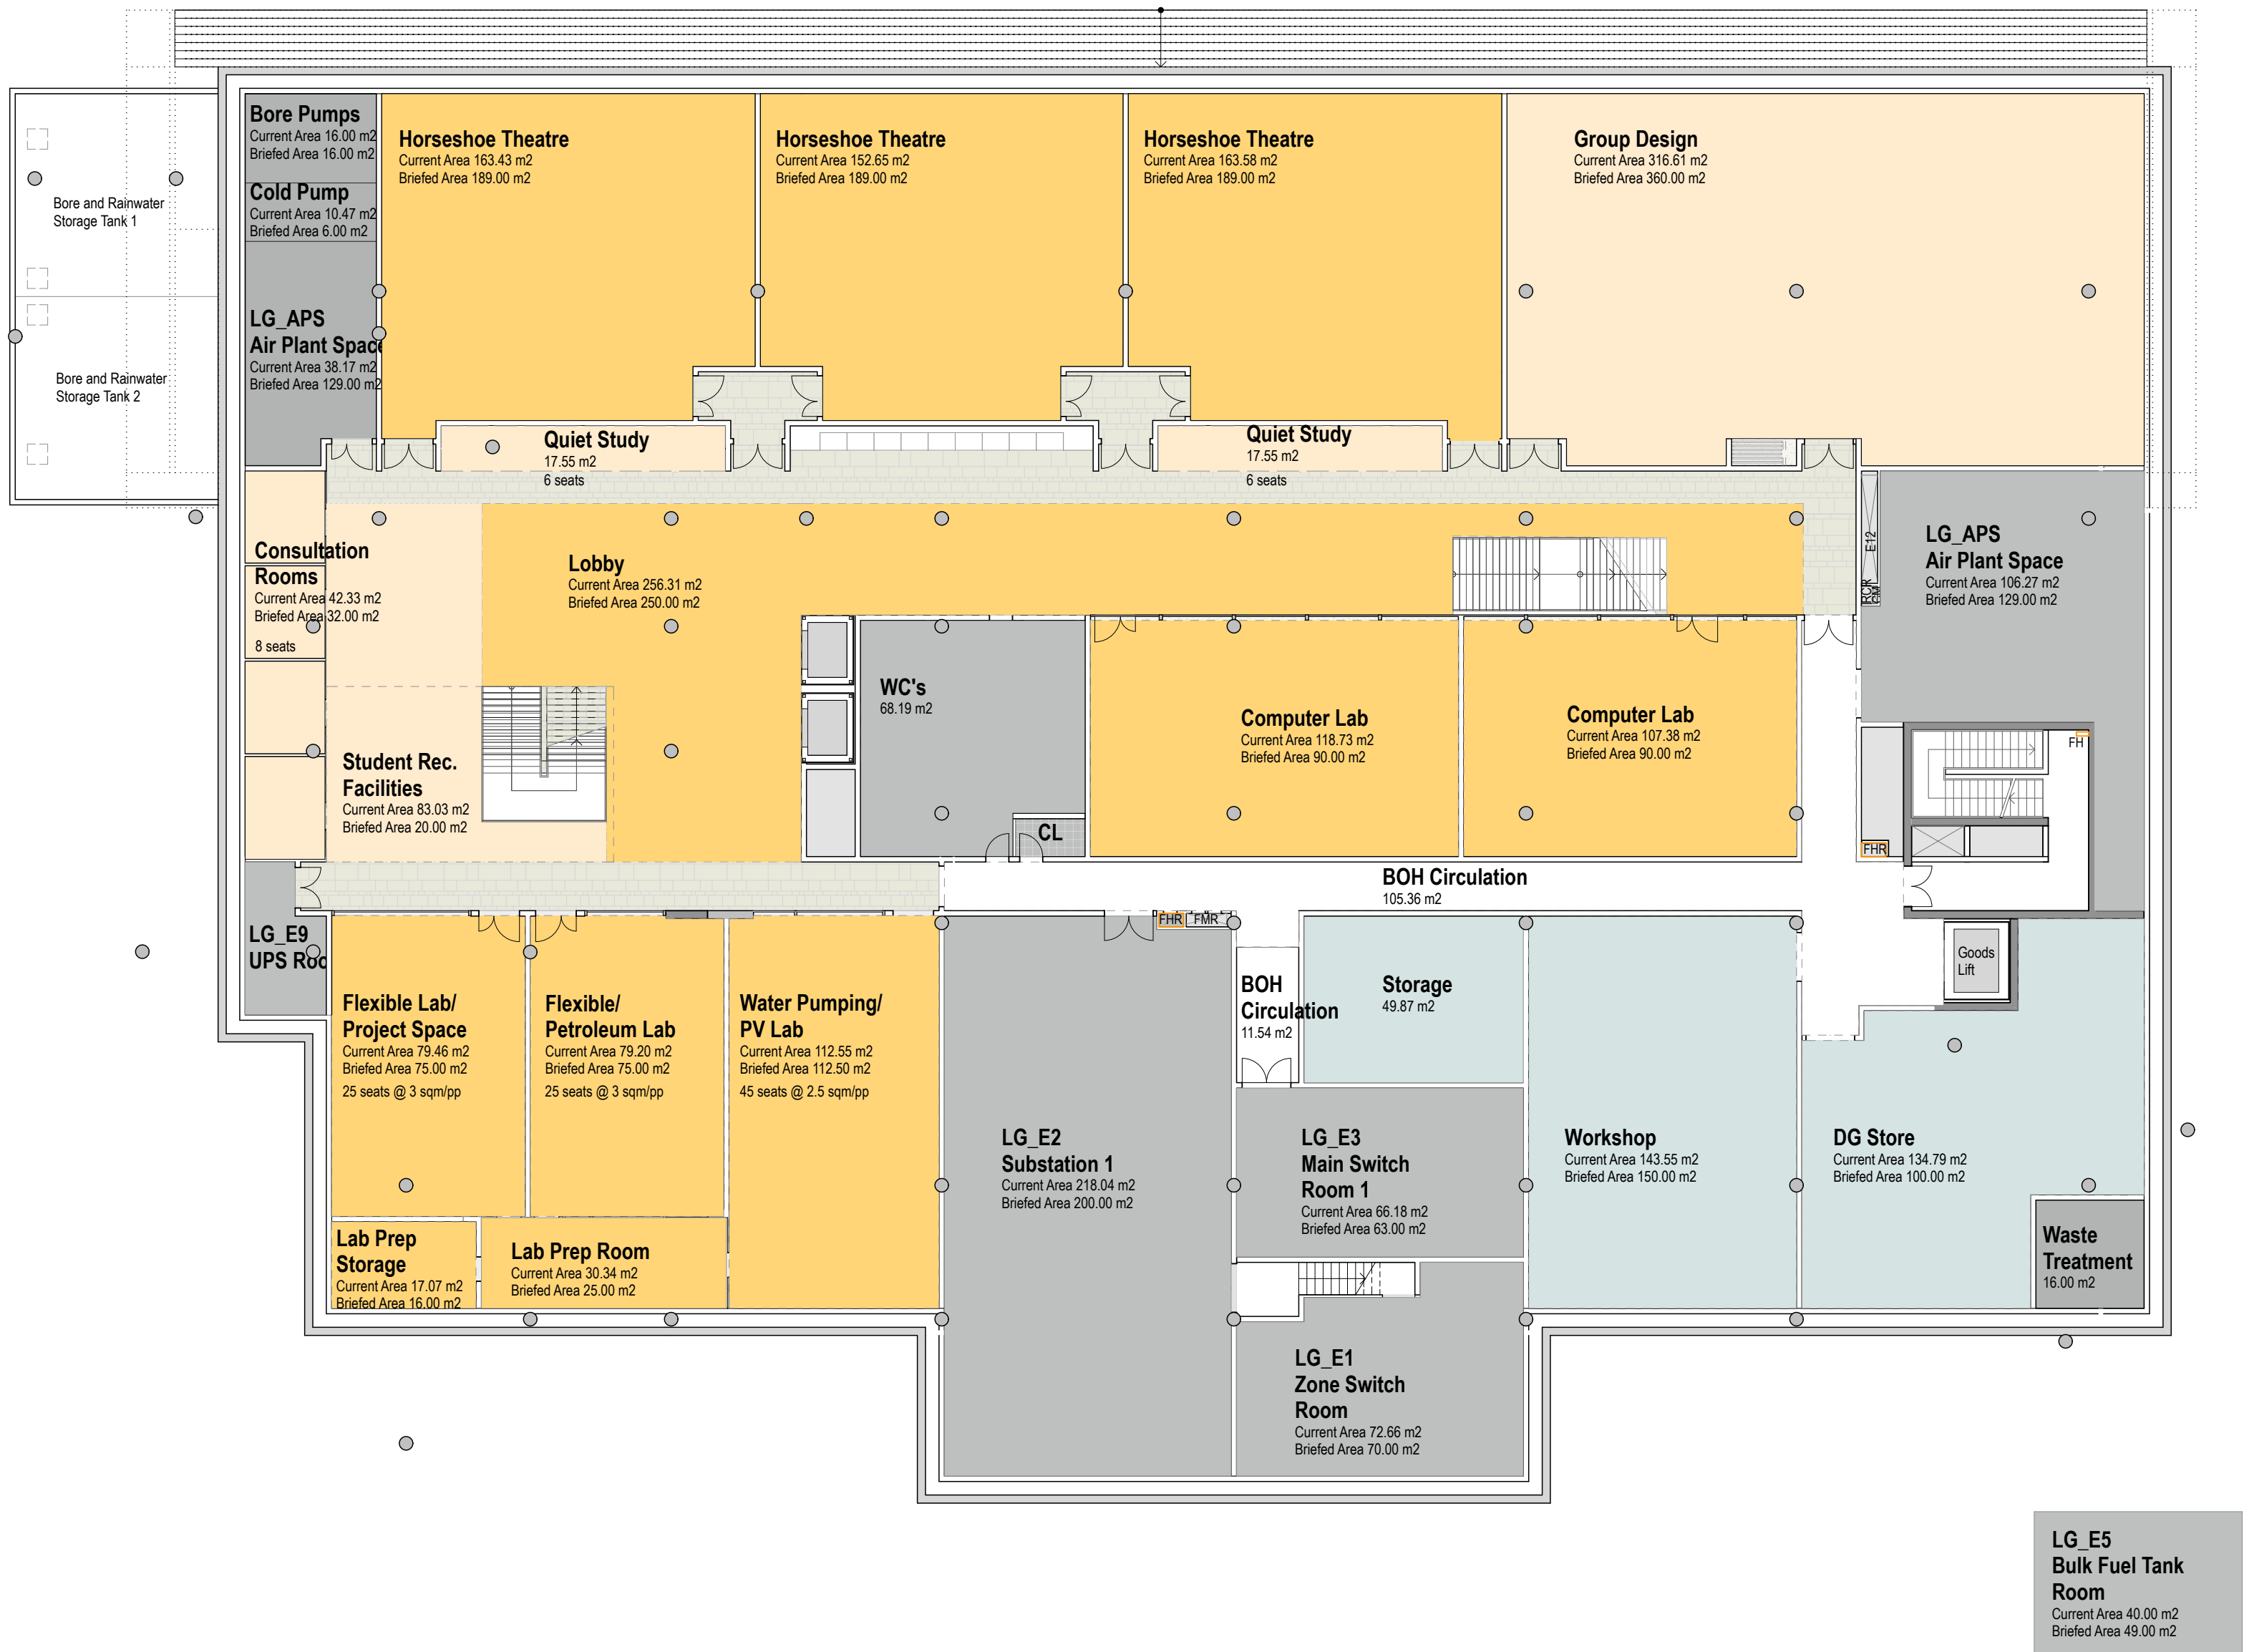 Bore Pumps
Current Area 16.00 m2
Briefed Area 16.00 m2
Cold Pump
Current Area 10.47 m2
Briefed Area 6.00 m2
LG_APS
Air Plant Space
Current Area 38.17 m2
Briefed Area 129.00 m2
Bore and Rainwater
Storage Tank 1
Bore and Rainwater
Storage Tank 2
Horseshoe Theatre
Current Area 163.43 m2
Briefed Area 189.00 m2
Horseshoe Theatre
Current Area 152.65 m2
Briefed Area 189.00 m2
Horseshoe Theatre
Current Area 163.58 m2
Briefed Area 189.00 m2
Group Design
Current Area 316.61 m2
Briefed Area 360.00 m2
Quiet Study
17.55 m2
6 seats
Quiet Study
17.55 m2
6 seats
Consultation
Rooms
Current Area 42.33 m2
Briefed Area 32.00 m2
8 seats
Lobby
Current Area 256.31 m2
Briefed Area 250.00 m2
E12
RCR
LG_APS
Air Plant Space
Current Area 106.27 m2
Briefed Area 129.00 m2
WC's
68.19 m2
CL
Computer Lab
Current Area 118.73 m2
Briefed Area 90.00 m2
Computer Lab
Current Area 107.38 m2
Briefed Area 90.00 m2
FH
FHR
Student Rec.
Facilities
Current Area 83.03 m2
Briefed Area 20.00 m2
BOH Circulation
105.36 m2
FHR
FMR
LG_E9
UPS Roo
Flexible Lab/
Project Space
Current Area 79.46 m2
Briefed Area 75.00 m2
25 seats @ 3 sqm/pp
Flexible/
Petroleum Lab
Current Area 79.20 m2
Briefed Area 75.00 m2
25 seats @ 3 sqm/pp
Water Pumping/
PV Lab
Current Area 112.55 m2
Briefed Area 112.50 m2
45 seats @ 2.5 sqm/pp
BOH
Circulation
11.54 m2
Storage
49.87 m2
Goods
Lift
LG_E2
Substation 1
Current Area 218.04 m2
Briefed Area 200.00 m2
LG_E3
Main Switch
Room 1
Current Area 66.18 m2
Briefed Area 63.00 m2
Workshop
Current Area 143.55 m2
Briefed Area 150.00 m2
DG Store
Current Area 134.79 m2
Briefed Area 100.00 m2
Waste
Treatment
16.00 m2
Lab Prep
Storage
Current Area 17.07 m2
Briefed Area 16.00 m2
Lab Prep Room
Current Area 30.34 m2
Briefed Area 25.00 m2
LG_E1
Zone Switch
Room
Current Area 72.66 m2
Briefed Area 70.00 m2
LG_E5
Bulk Fuel Tank
Room
Current Area 40.00 m2
Briefed Area 49.00 m2